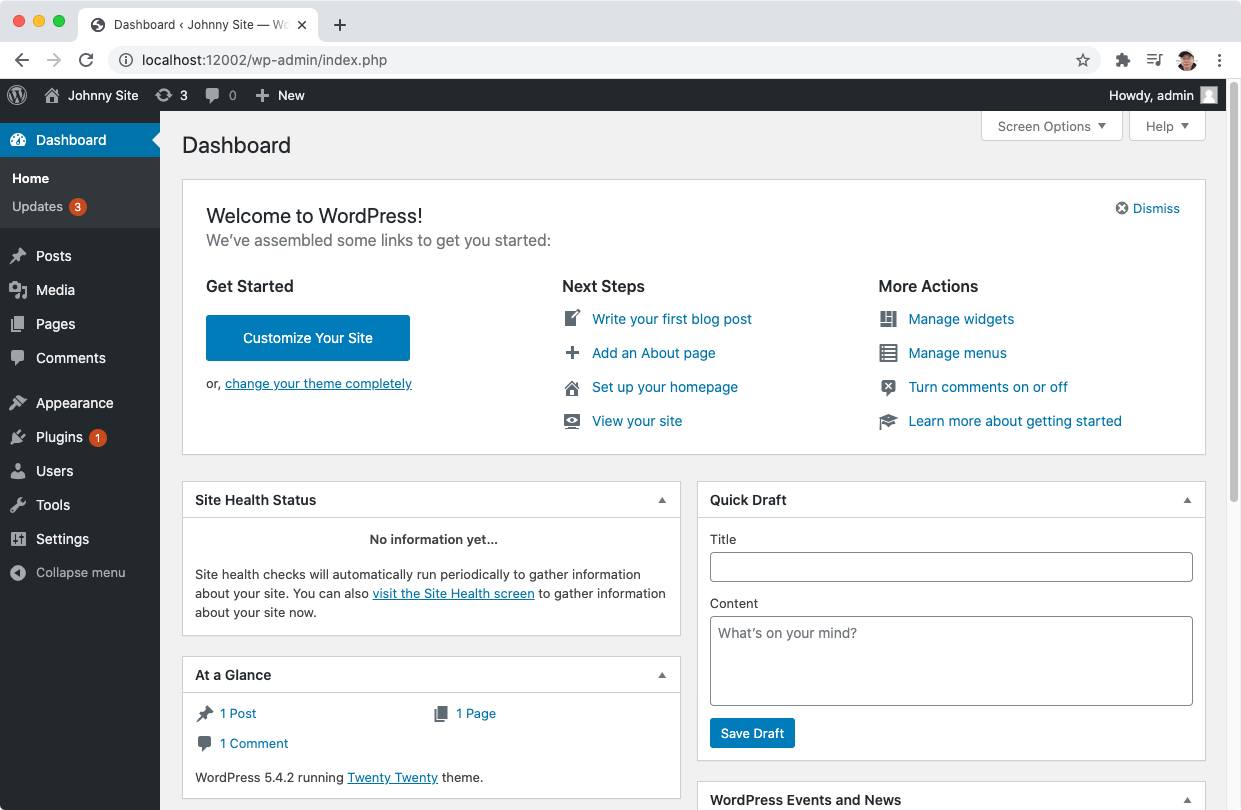 Dashboard ‹ Johnny Site — Wo
localhost:12002/wp-admin/index.php
Johnny Site 3 0 New Howdy, admin
Screen Options Help
Dashboard
Home
Updates 3
Posts
Media
Pages
Comments
Appearance
Plugins 1
Users
Tools
Settings
Collapse menu
Dashboard
Welcome to WordPress!
Dismiss
We’ve assembled some links to get you started:
Get Started
Customize Your Site
or, change your theme completely
Next Steps
Write your first blog post
Add an About page
Set up your homepage
View your site
More Actions
Manage widgets
Manage menus
Turn comments on or off
Learn more about getting started
Site Health Status
No information yet...
Site health checks will automatically run periodically to gather information
about your site. You can also visit the Site Health screen to gather information
about your site now.
At a Glance
1 Post 1 Page
1 Comment
WordPress 5.4.2 running Twenty Twenty theme.
Quick Draft
Title
Content
What’s on your mind?
Save Draft
WordPress Events and News